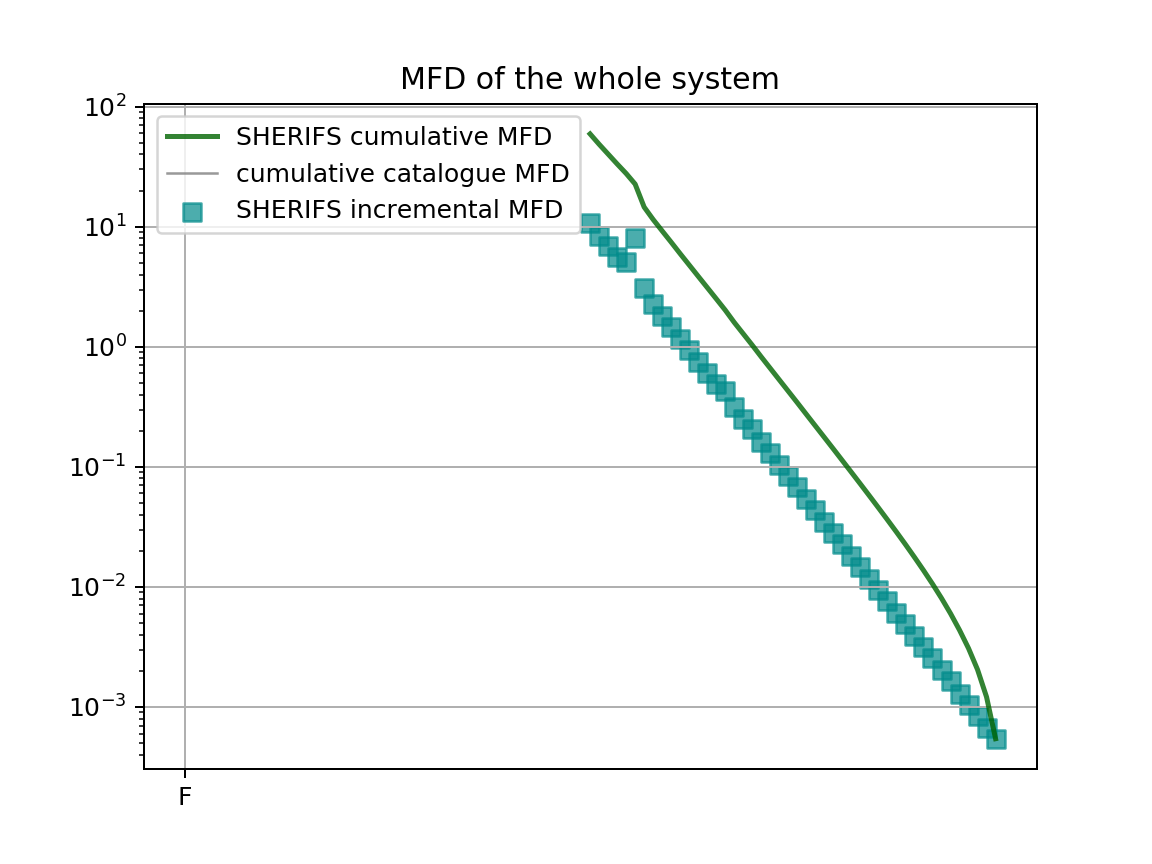 MFD of the whole system
10²
10¹
10⁰
10⁻¹
10⁻²
10⁻³
SHERIFS cumulative MFD
cumulative catalogue MFD
SHERIFS incremental MFD
F